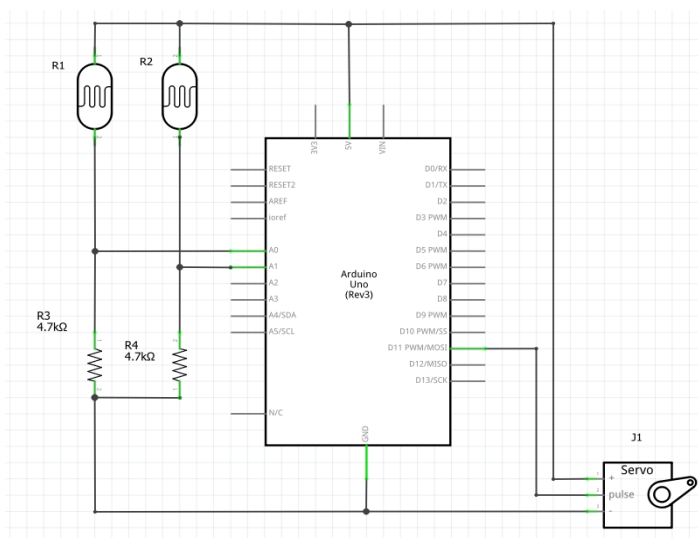 R1
R2
3V3
5V
VIN
RESET
RESET2
AREF
ioref
A0
A1
A2
A3
A4/SDA
A5/SCL
N/C
Arduino
Uno
(Rev3)
D0/RX
D1/TX
D2
D3 PWM
D4
D5 PWM
D6 PWM
D7
D8
D9 PWM
D10 PWM/SS
D11 PWM/MOSI
D12/MISO
D13/SCK
GND
R3
4.7kΩ
R4
4.7kΩ
J1
Servo
+
pulse
-